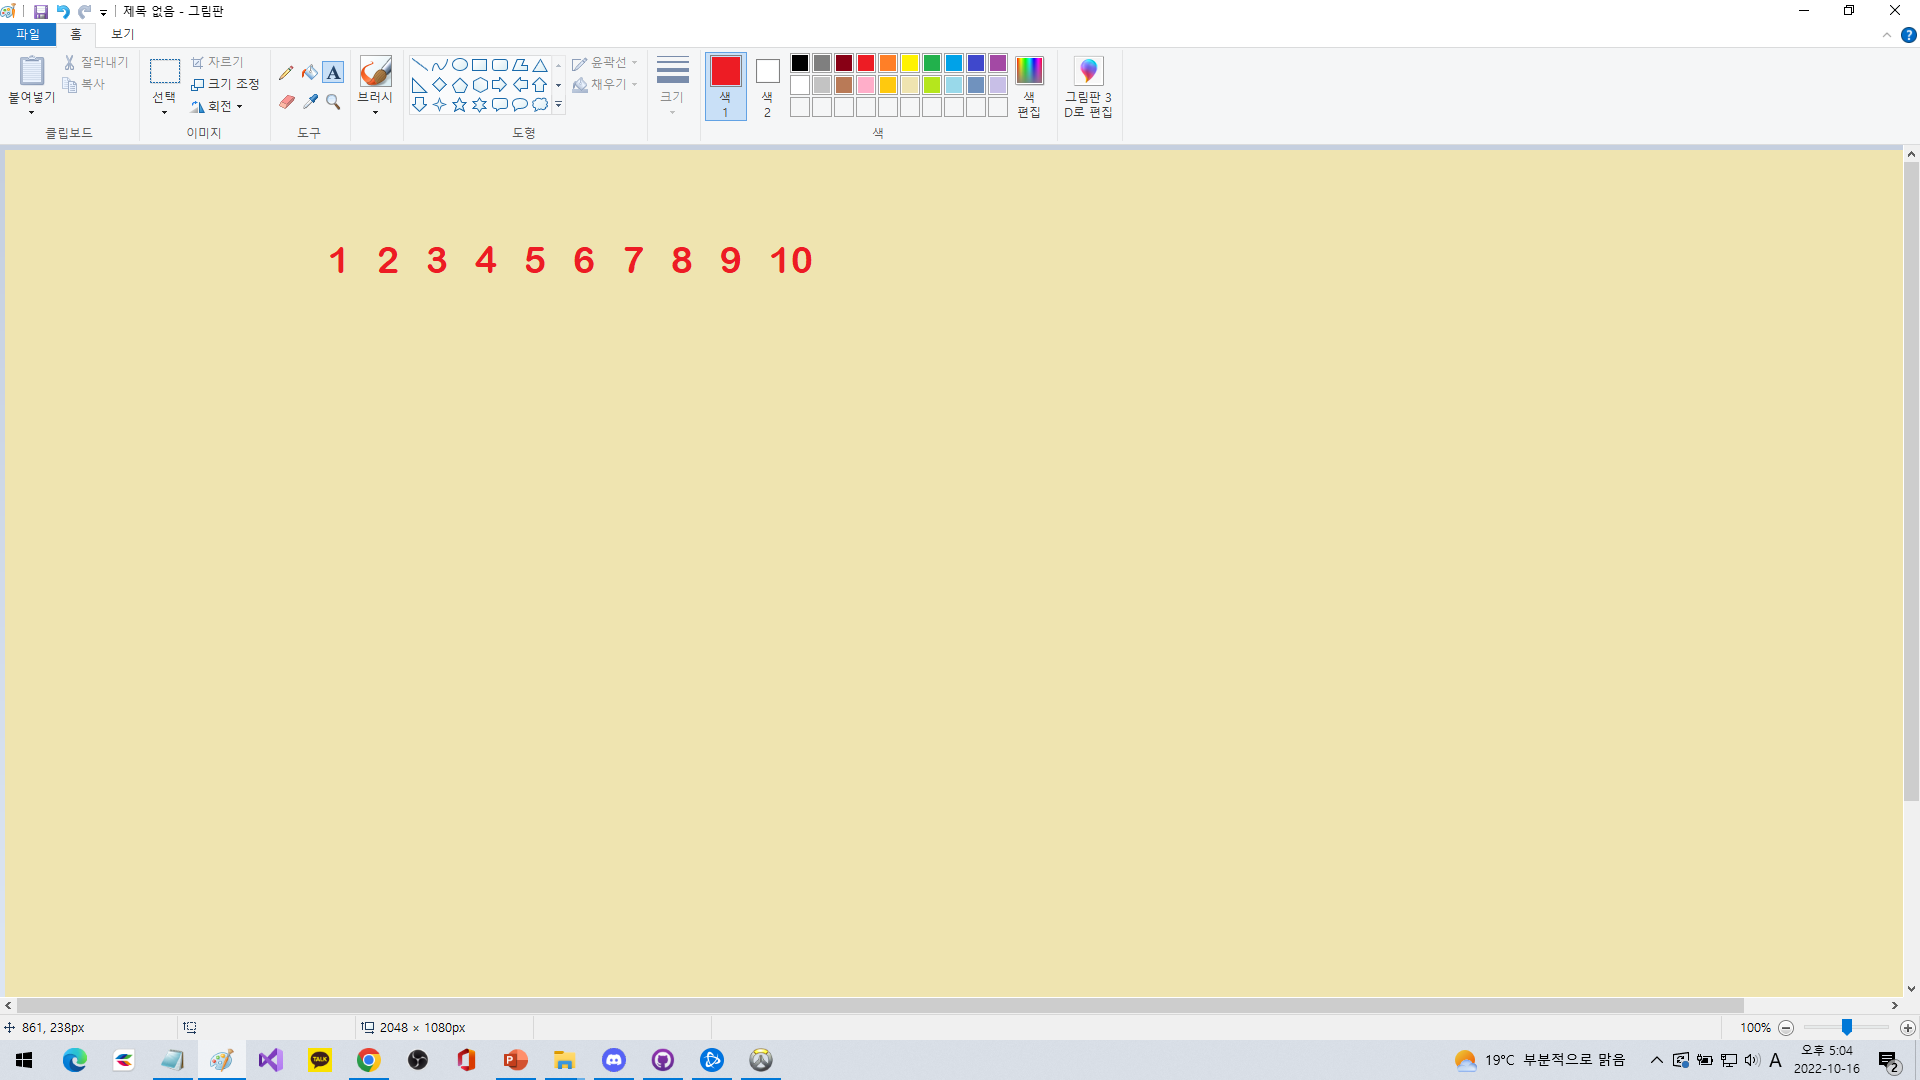 제목 없음 - 그림판
파일 홈 보기
붙여넣기
잘라내기
복사
클립보드
선택
자르기
크기 조정
회전
이미지
A
도구
브러시
윤곽선
채우기
도형
크기
색
1
색
2
색
편집
색
그림판 3
D로 편집
1 2 3 4 5 6 7 8 9 10
861, 238px
2048 × 1080px
100%
TALK
19°C 부분적으로 맑음
A
오후 5:04
2022-10-16
2